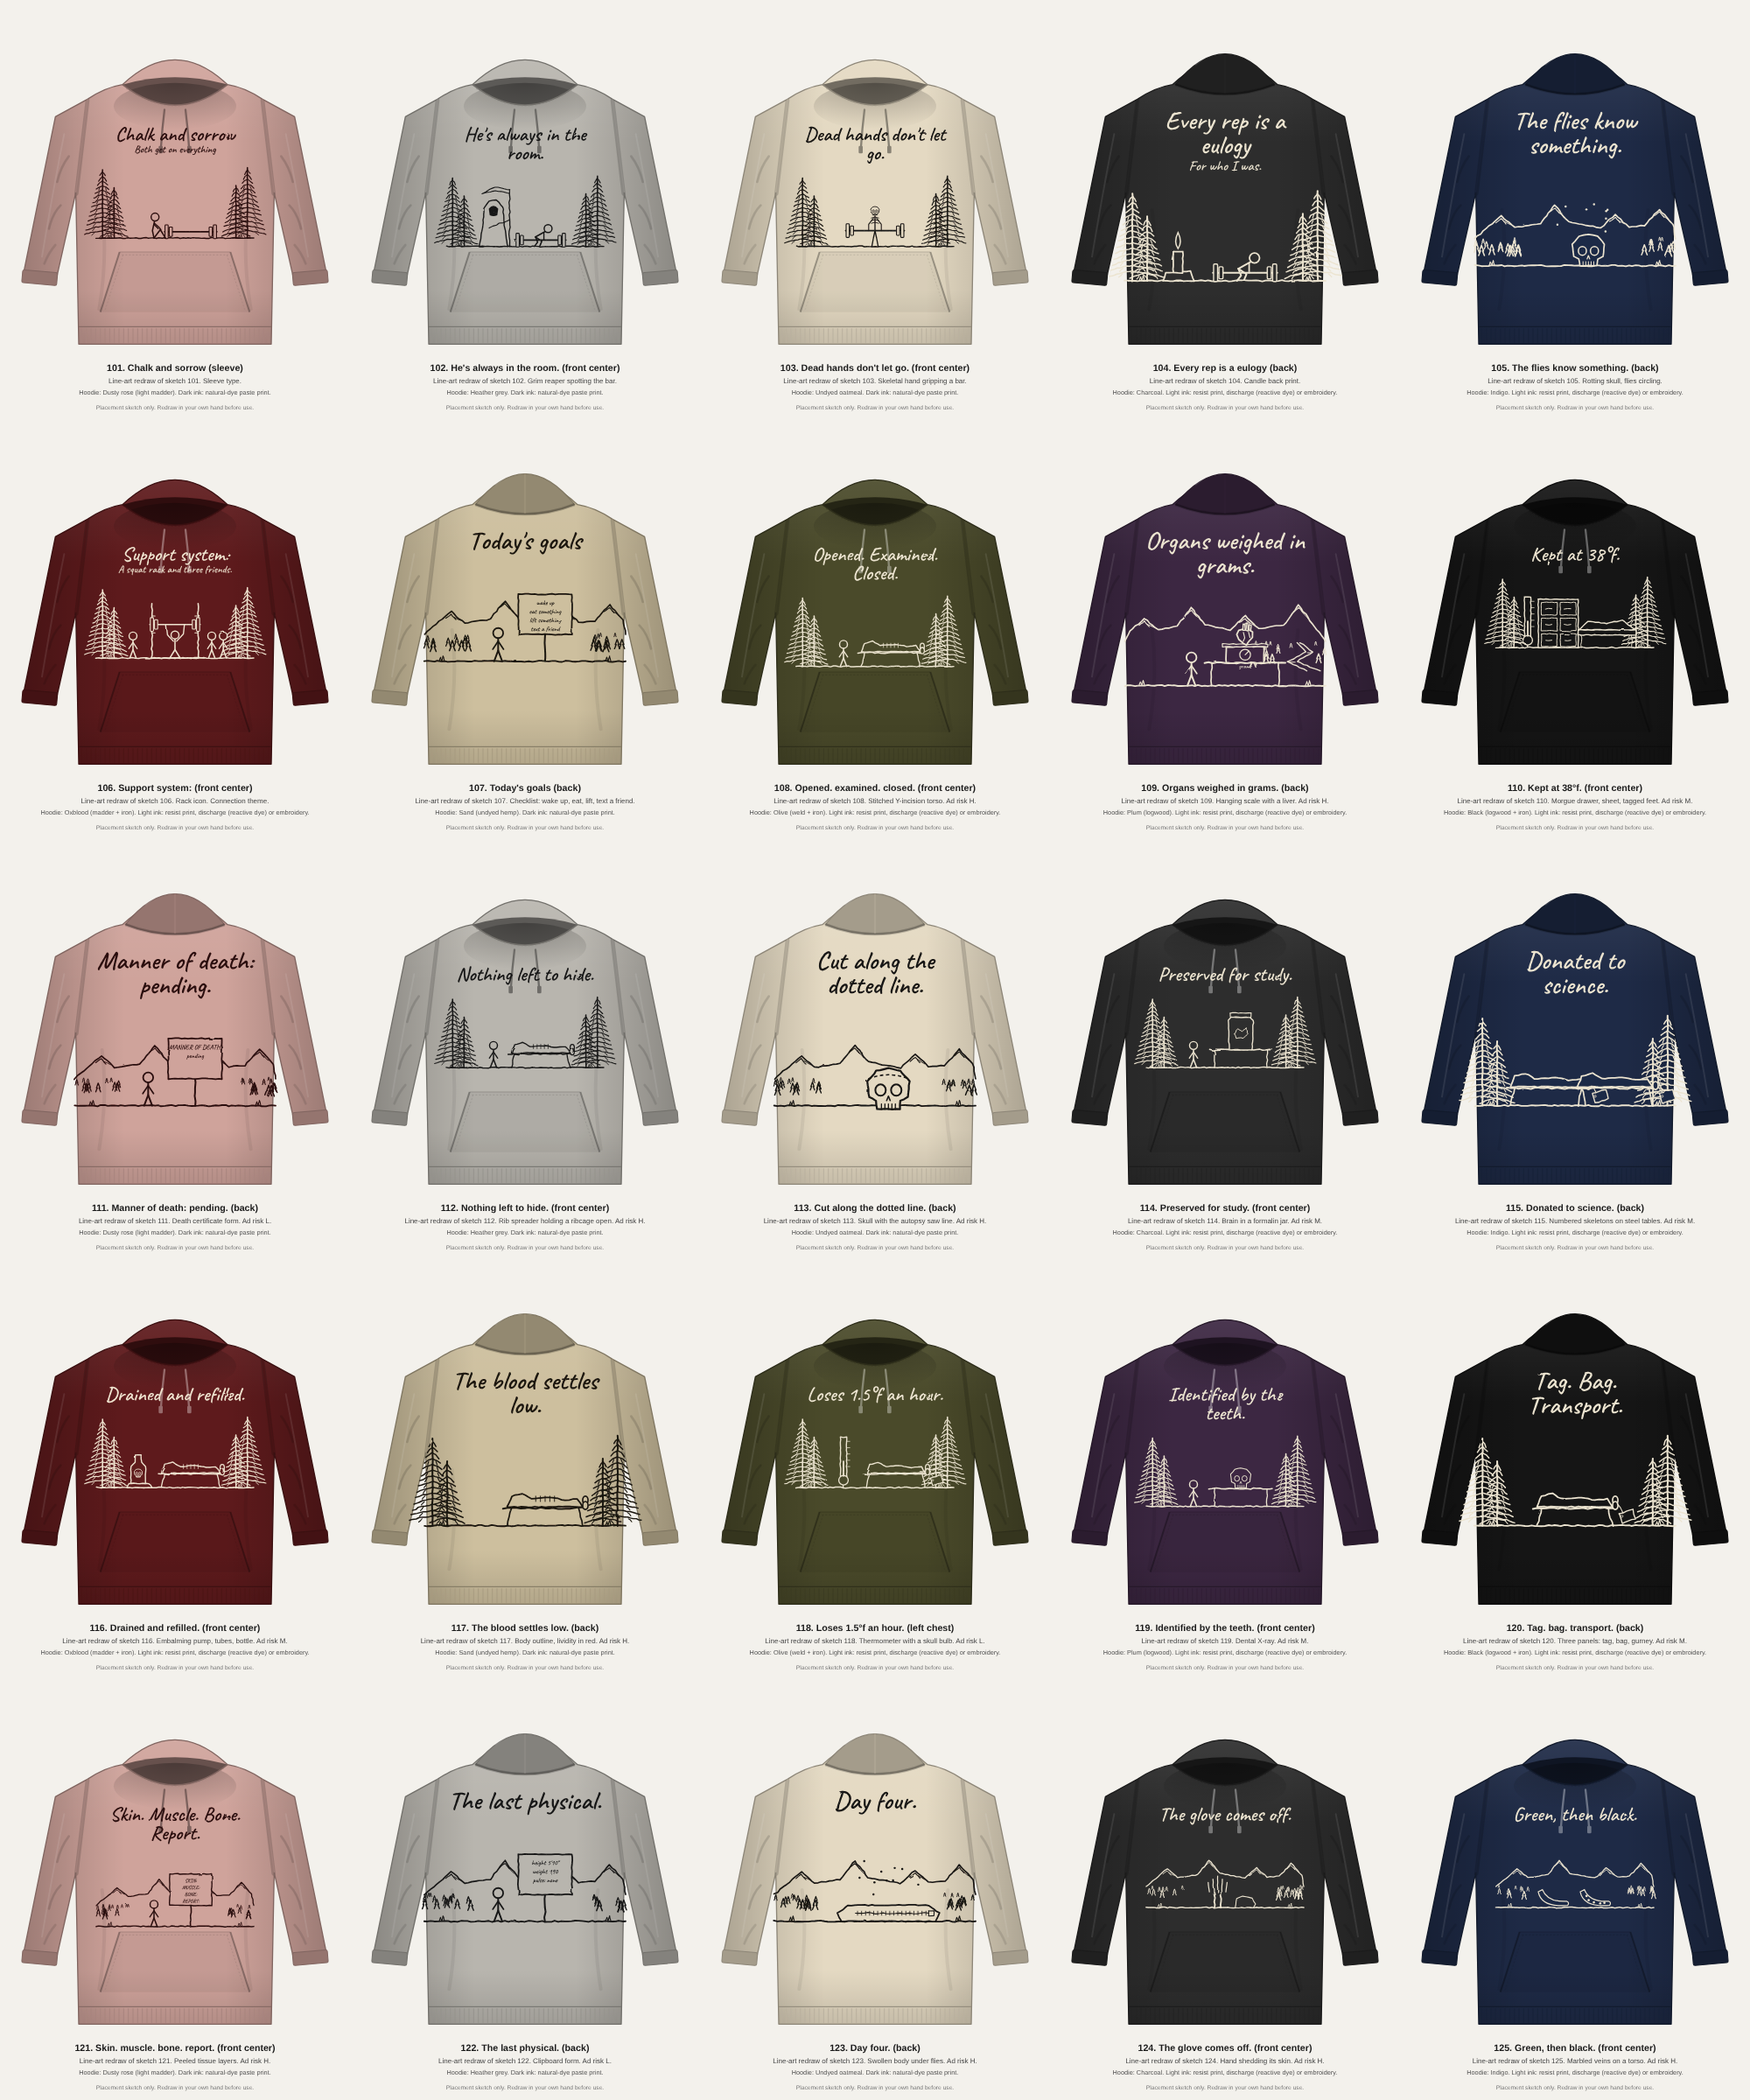 Chalk and sorrow
Both get on everything
101. Chalk and sorrow (sleeve)
Line-art redraw of sketch 101. Sleeve type.
Hoodie: Dusty rose (light madder). Dark ink: natural-dye paste print.
Placement sketch only. Redraw in your own hand before use.
He's always in the
room.
102. He's always in the room. (front center)
Line-art redraw of sketch 102. Grim reaper spotting the bar.
Hoodie: Heather grey. Dark ink: natural-dye paste print.
Placement sketch only. Redraw in your own hand before use.
Dead hands don't let
go.
103. Dead hands don't let go. (front center)
Line-art redraw of sketch 103. Skeletal hand gripping a bar.
Hoodie: Undyed oatmeal. Dark ink: natural-dye paste print.
Placement sketch only. Redraw in your own hand before use.
Every rep is a
eulogy
For who I was.
104. Every rep is a eulogy (back)
Line-art redraw of sketch 104. Candle back print.
Hoodie: Charcoal. Light ink: resist print, discharge (reactive dye) or embroidery.
Placement sketch only. Redraw in your own hand before use.
The flies know
something.
105. The flies know something. (back)
Line-art redraw of sketch 105. Rotting skull, flies circling.
Hoodie: Indigo. Light ink: resist print, discharge (reactive dye) or embroidery.
Placement sketch only. Redraw in your own hand before use.
Support system:
A squat rack and three friends.
106. Support system: (front center)
Line-art redraw of sketch 106. Rack icon. Connection theme.
Hoodie: Oxblood (madder + iron). Light ink: resist print, discharge (reactive dye) or embroidery.
Placement sketch only. Redraw in your own hand before use.
Today's goals
wake up
eat something
lift something
text a friend
107. Today's goals (back)
Line-art redraw of sketch 107. Checklist: wake up, eat, lift, text a friend.
Hoodie: Sand (undyed hemp). Dark ink: natural-dye paste print.
Placement sketch only. Redraw in your own hand before use.
Opened. Examined.
Closed.
108. Opened. examined. closed. (front center)
Line-art redraw of sketch 108. Stitched Y-incision torso. Ad risk H.
Hoodie: Olive (weld + iron). Light ink: resist print, discharge (reactive dye) or embroidery.
Placement sketch only. Redraw in your own hand before use.
Organs weighed in
grams.
109. Organs weighed in grams. (back)
Line-art redraw of sketch 109. Hanging scale with a liver. Ad risk H.
Hoodie: Plum (logwood). Light ink: resist print, discharge (reactive dye) or embroidery.
Placement sketch only. Redraw in your own hand before use.
Kept at 38°f.
110. Kept at 38°f. (front center)
Line-art redraw of sketch 110. Morgue drawer, sheet, tagged feet. Ad risk M.
Hoodie: Black (logwood + iron). Light ink: resist print, discharge (reactive dye) or embroidery.
Placement sketch only. Redraw in your own hand before use.
Manner of death:
pending.
MANNER OF DEATH:
pending
111. Manner of death: pending. (back)
Line-art redraw of sketch 111. Death certificate form. Ad risk L.
Hoodie: Dusty rose (light madder). Dark ink: natural-dye paste print.
Placement sketch only. Redraw in your own hand before use.
Nothing left to hide.
112. Nothing left to hide. (front center)
Line-art redraw of sketch 112. Rib spreader holding a ribcage open. Ad risk H.
Hoodie: Heather grey. Dark ink: natural-dye paste print.
Placement sketch only. Redraw in your own hand before use.
Cut along the
dotted line.
113. Cut along the dotted line. (back)
Line-art redraw of sketch 113. Skull with the autopsy saw line. Ad risk H.
Hoodie: Undyed oatmeal. Dark ink: natural-dye paste print.
Placement sketch only. Redraw in your own hand before use.
Preserved for study.
114. Preserved for study. (front center)
Line-art redraw of sketch 114. Brain in a formalin jar. Ad risk M.
Hoodie: Charcoal. Light ink: resist print, discharge (reactive dye) or embroidery.
Placement sketch only. Redraw in your own hand before use.
Donated to
science.
115. Donated to science. (back)
Line-art redraw of sketch 115. Numbered skeletons on steel tables. Ad risk M.
Hoodie: Indigo. Light ink: resist print, discharge (reactive dye) or embroidery.
Placement sketch only. Redraw in your own hand before use.
Drained and refilled.
116. Drained and refilled. (front center)
Line-art redraw of sketch 116. Embalming pump, tubes, bottle. Ad risk M.
Hoodie: Oxblood (madder + iron). Light ink: resist print, discharge (reactive dye) or embroidery.
Placement sketch only. Redraw in your own hand before use.
The blood settles
low.
117. The blood settles low. (back)
Line-art redraw of sketch 117. Body outline, lividity in red. Ad risk H.
Hoodie: Sand (undyed hemp). Dark ink: natural-dye paste print.
Placement sketch only. Redraw in your own hand before use.
Loses 1.5°f an hour.
118. Loses 1.5°f an hour. (left chest)
Line-art redraw of sketch 118. Thermometer with a skull bulb. Ad risk L.
Hoodie: Olive (weld + iron). Light ink: resist print, discharge (reactive dye) or embroidery.
Placement sketch only. Redraw in your own hand before use.
Identified by the
teeth.
119. Identified by the teeth. (front center)
Line-art redraw of sketch 119. Dental X-ray. Ad risk M.
Hoodie: Plum (logwood). Light ink: resist print, discharge (reactive dye) or embroidery.
Placement sketch only. Redraw in your own hand before use.
Tag. Bag.
Transport.
120. Tag. bag. transport. (back)
Line-art redraw of sketch 120. Three panels: tag, bag, gurney. Ad risk M.
Hoodie: Black (logwood + iron). Light ink: resist print, discharge (reactive dye) or embroidery.
Placement sketch only. Redraw in your own hand before use.
Skin. Muscle. Bone.
Report.
SKIN.
MUSCLE.
BONE.
REPORT.
121. Skin. muscle. bone. report. (front center)
Line-art redraw of sketch 121. Peeled tissue layers. Ad risk H.
Hoodie: Dusty rose (light madder). Dark ink: natural-dye paste print.
Placement sketch only. Redraw in your own hand before use.
The last physical.
height 5'10"
weight 190
pulse: none
122. The last physical. (back)
Line-art redraw of sketch 122. Clipboard form. Ad risk L.
Hoodie: Heather grey. Dark ink: natural-dye paste print.
Placement sketch only. Redraw in your own hand before use.
Day four.
123. Day four. (back)
Line-art redraw of sketch 123. Swollen body under flies. Ad risk H.
Hoodie: Undyed oatmeal. Dark ink: natural-dye paste print.
Placement sketch only. Redraw in your own hand before use.
The glove comes off.
124. The glove comes off. (front center)
Line-art redraw of sketch 124. Hand shedding its skin. Ad risk H.
Hoodie: Charcoal. Light ink: resist print, discharge (reactive dye) or embroidery.
Placement sketch only. Redraw in your own hand before use.
Green, then black.
125. Green, then black. (front center)
Line-art redraw of sketch 125. Marbled veins on a torso. Ad risk H.
Hoodie: Indigo. Light ink: resist print, discharge (reactive dye) or embroidery.
Placement sketch only. Redraw in your own hand before use.